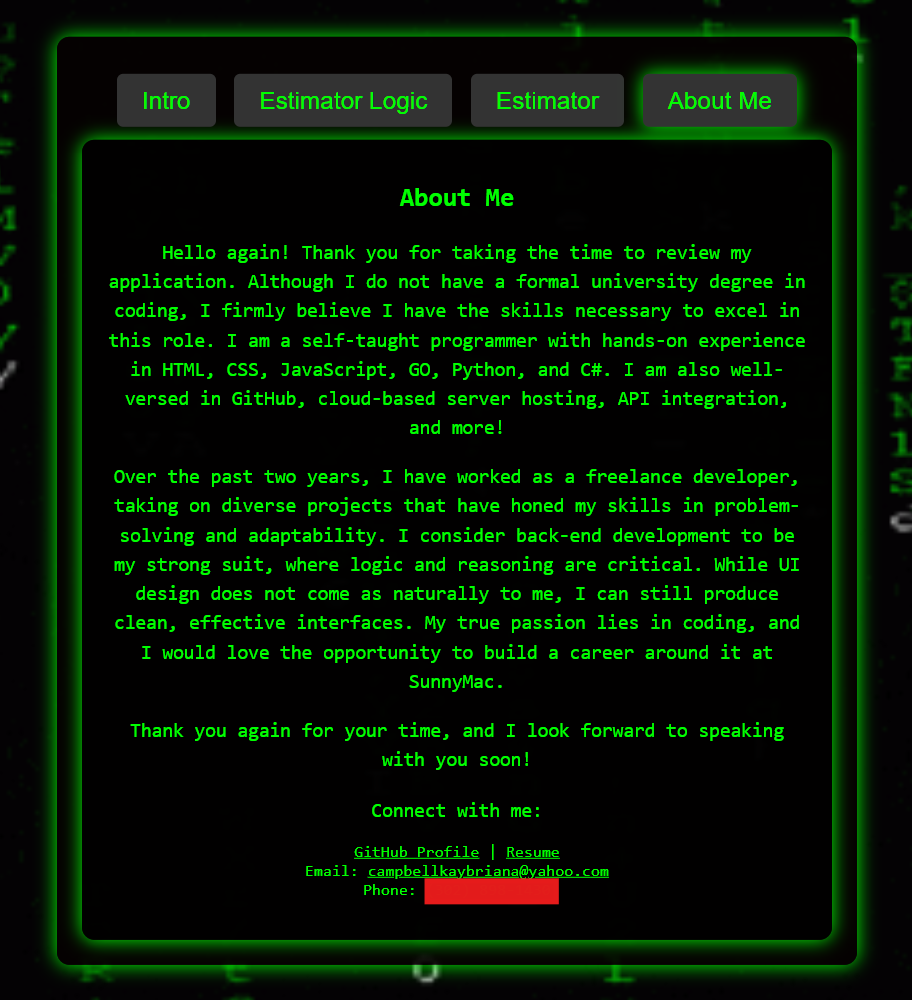 Intro Estimator Logic Estimator About Me
About Me
Hello again! Thank you for taking the time to review my
application. Although I do not have a formal university degree in
coding, I firmly believe I have the skills necessary to excel in
this role. I am a self-taught programmer with hands-on experience
in HTML, CSS, JavaScript, GO, Python, and C#. I am also well-
versed in GitHub, cloud-based server hosting, API integration,
and more!
Over the past two years, I have worked as a freelance developer,
taking on diverse projects that have honed my skills in problem-
solving and adaptability. I consider back-end development to be
my strong suit, where logic and reasoning are critical. While UI
design does not come as naturally to me, I can still produce
clean, effective interfaces. My true passion lies in coding, and
I would love the opportunity to build a career around it at
SunnyMac.
Thank you again for your time, and I look forward to speaking
with you soon!
Connect with me:
GitHub Profile | Resume
Email: campbellkaybriana@yahoo.com
Phone: